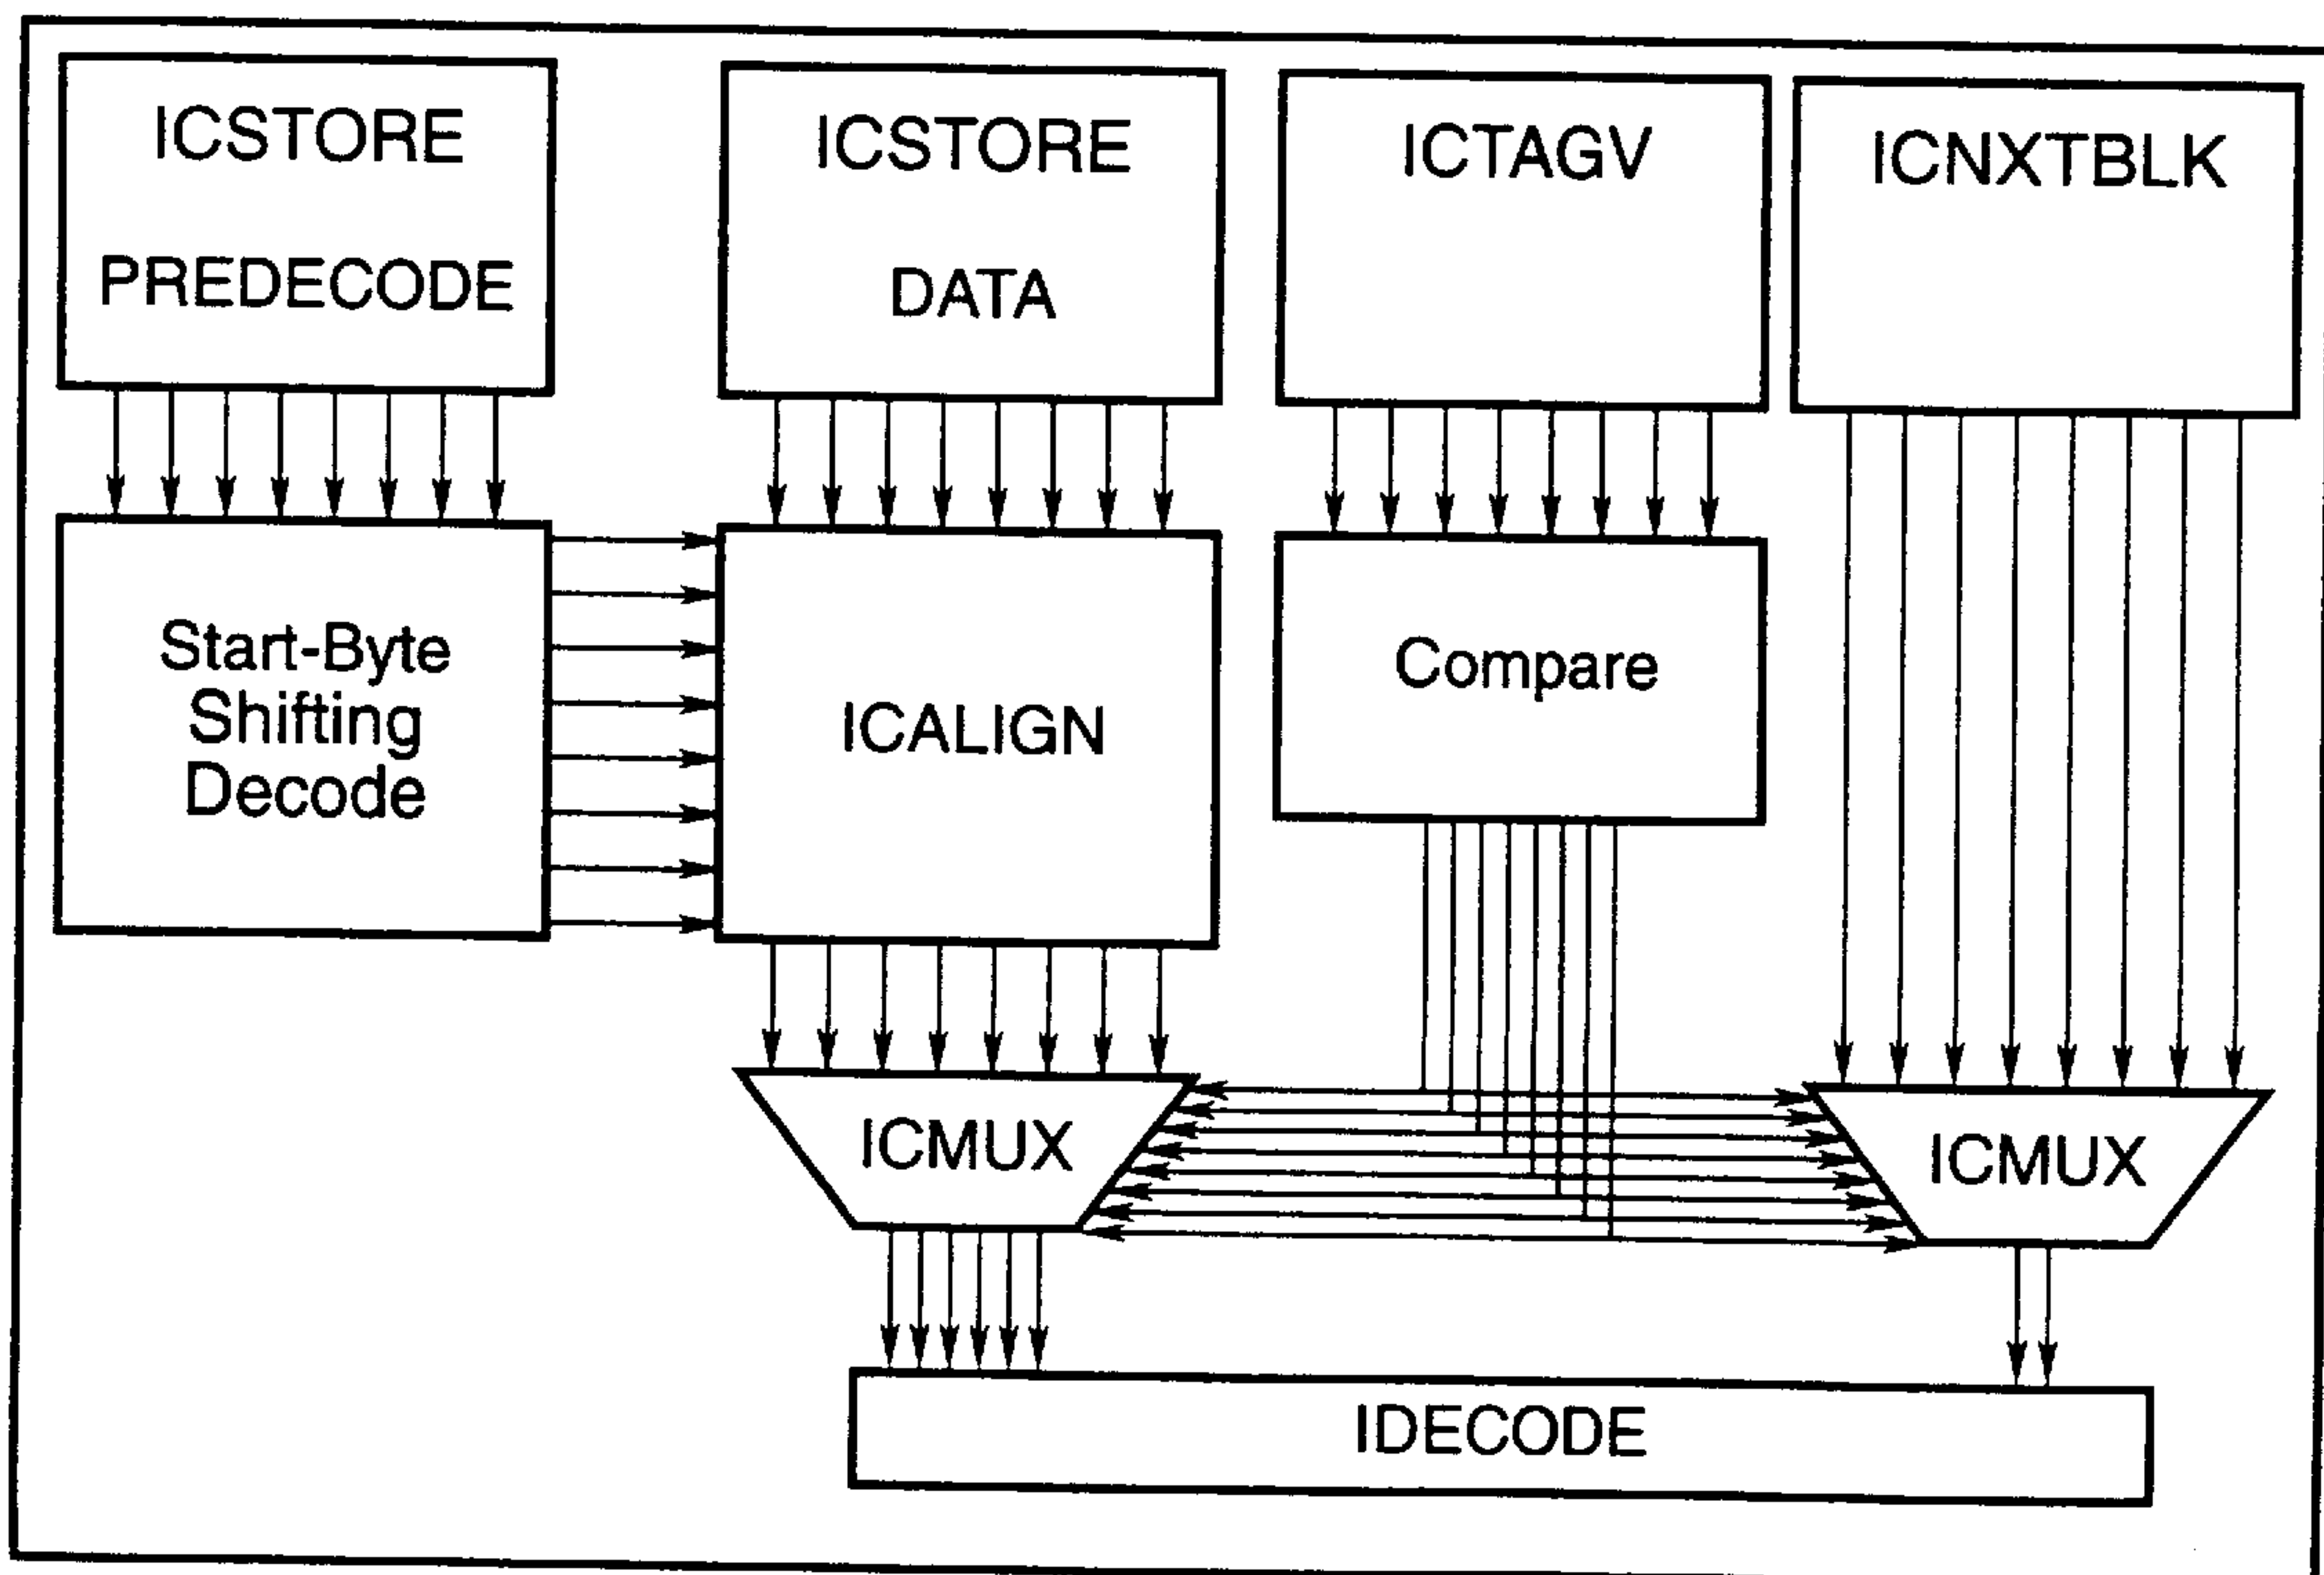 ICSTORE
PREDECODE
ICSTORE
DATA
ICTAGV
ICNXTBLK
Start-Byte
Shifting
Decode
ICALIGN
Compare
ICMUX
ICMUX
IDECODE